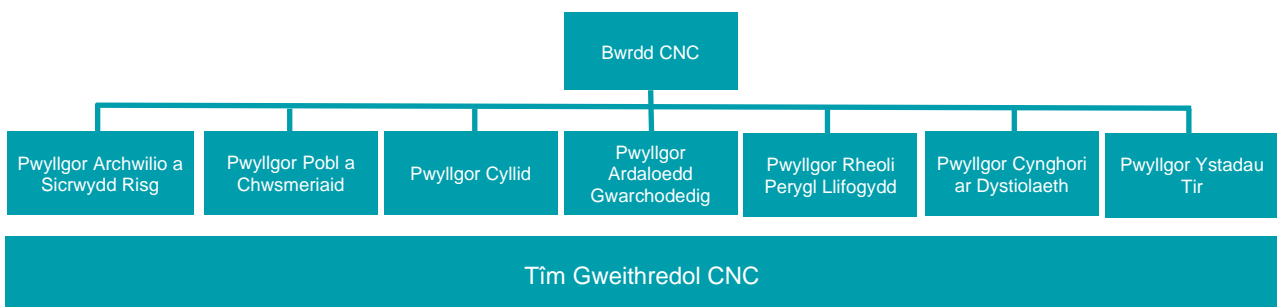 Bwrdd CNC
Pwyllgor Archwilio a
Sicrwydd Risg
Pwyllgor Pobl a
Chwsmeriaid
Pwyllgor Cyllid
Pwyllgor
Ardaloedd
Gwarchodedig
Pwyllgor Rheoli
Perygl Llifogydd
Pwyllgor Cynghori
ar Dystiolaeth
Pwyllgor Ystadau
Tir
Tîm Gweithredol CNC